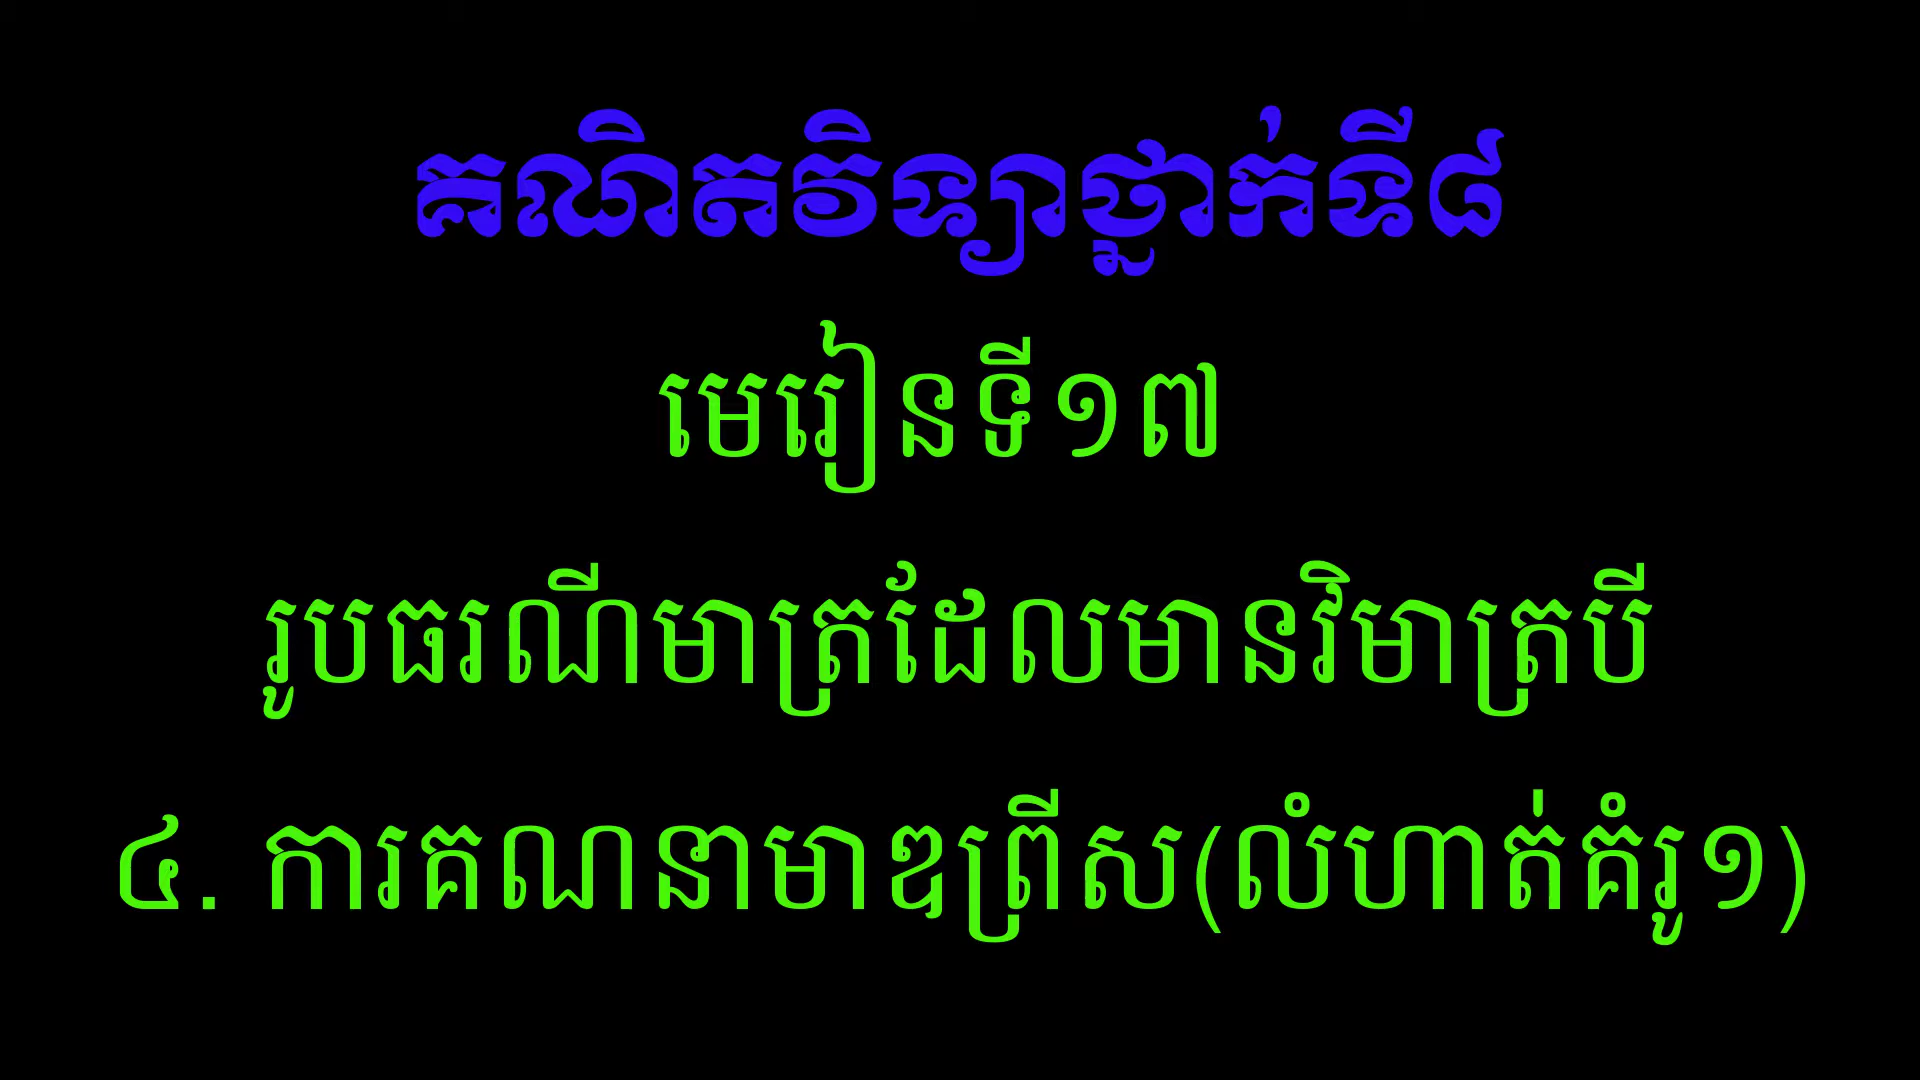 គណិតវិទ្យាថ្នាក់ទី៨
មេរៀនទី១៧
រូបធរណីមាត្រដែលមានវិមាត្របី
៤. ការគណនាមាឌព្រីស(លំហាត់គំរូ១)